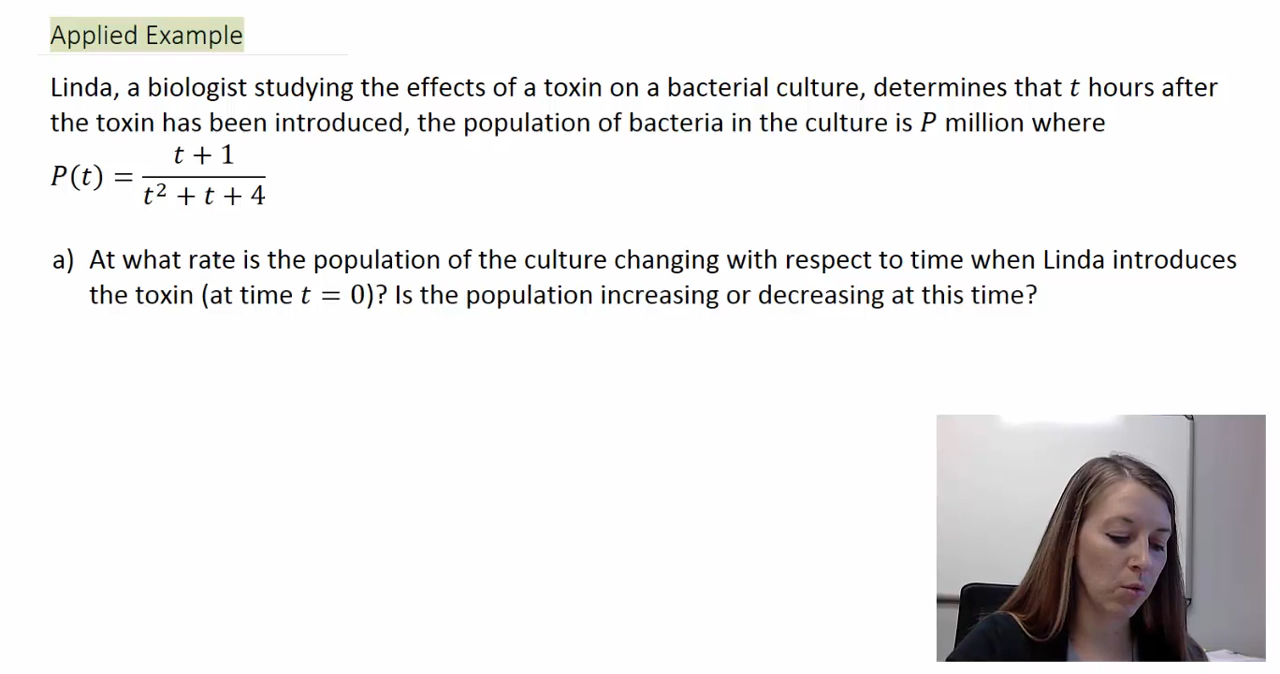 Applied Example
Linda, a biologist studying the effects of a toxin on a bacterial culture, determines that t hours after
the toxin has been introduced, the population of bacteria in the culture is P million where
P(t) = (t + 1)/(t² + t + 4)
a) At what rate is the population of the culture changing with respect to time when Linda introduces
the toxin (at time t = 0)? Is the population increasing or decreasing at this time?